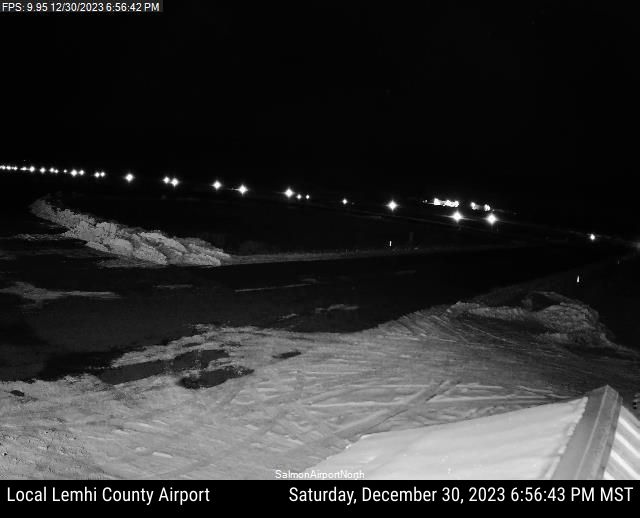 FPS: 9.95 12/30/2023 6:56:42 PM
SalmonAirportNorth
Local Lemhi County Airport Saturday, December 30, 2023 6:56:43 PM MST